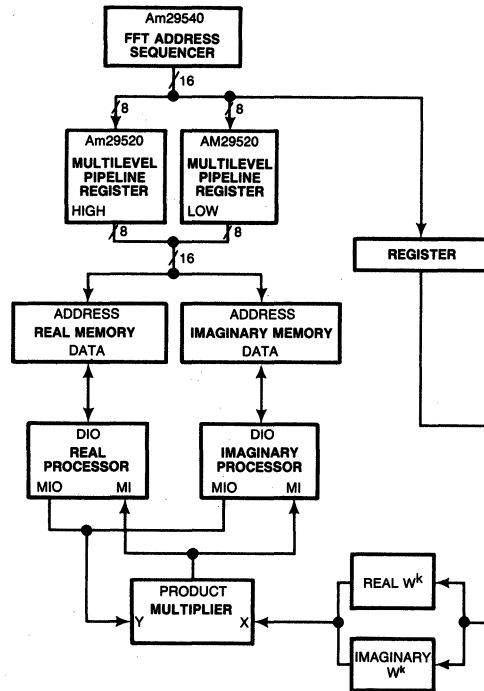 Am29540
FFT ADDRESS
SEQUENCER
16
8
8
Am29520
MULTILEVEL
PIPELINE
REGISTER
HIGH
AM29520
MULTILEVEL
PIPELINE
REGISTER
LOW
REGISTER
8
8
16
ADDRESS
REAL MEMORY
DATA
ADDRESS
IMAGINARY MEMORY
DATA
DIO
REAL
PROCESSOR
MIO MI
DIO
IMAGINARY
PROCESSOR
MIO MI
PRODUCT
MULTIPLIER
Y X
REAL Wᵏ
IMAGINARY
Wᵏ